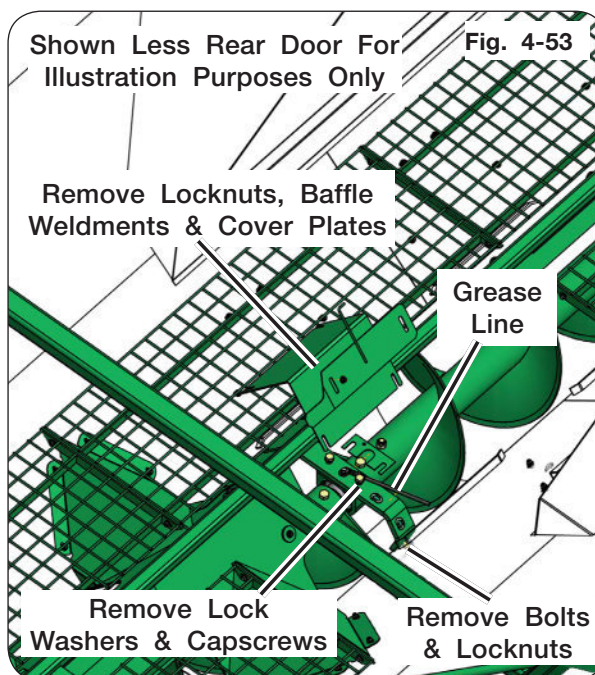 Shown Less Rear Door For
Illustration Purposes Only
Fig. 4-53
Remove Locknuts, Baffle
Weldments & Cover Plates
Grease
Line
Remove Lock
Washers & Capscrews
Remove Bolts
& Locknuts